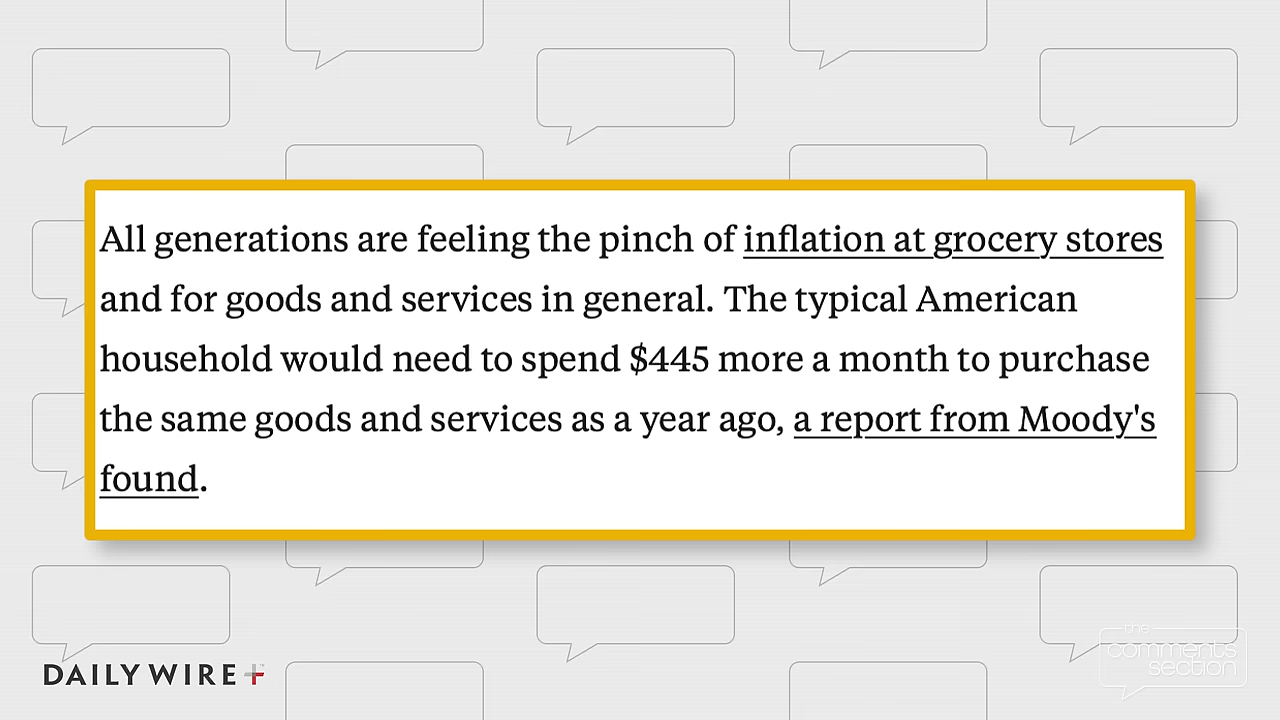 All generations are feeling the pinch of inflation at grocery stores
and for goods and services in general. The typical American
household would need to spend $445 more a month to purchase
the same goods and services as a year ago, a report from Moody's
found.
DAILY WIRE +
the
comments
section